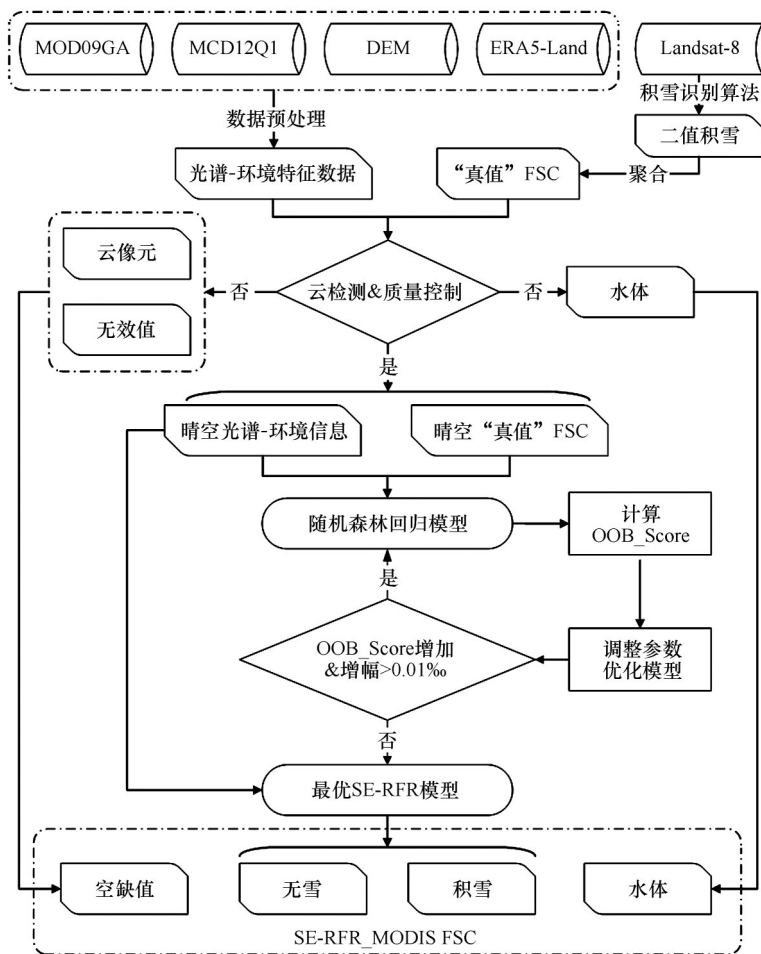 MOD09GA
MCD12Q1
DEM
ERA5-Land
Landsat-8
数据预处理
积雪识别算法
二值积雪
光谱-环境特征数据
“真值”FSC
聚合
云像元
无效值
否
云检测&质量控制
否
水体
是
晴空光谱-环境信息
晴空“真值”FSC
随机森林回归模型
计算
OOB_Score
是
OOB_Score增加
&增幅>0.01‰
调整参数
优化模型
否
最优SE-RFR模型
空缺值
无雪
积雪
水体
SE-RFR_MODIS FSC